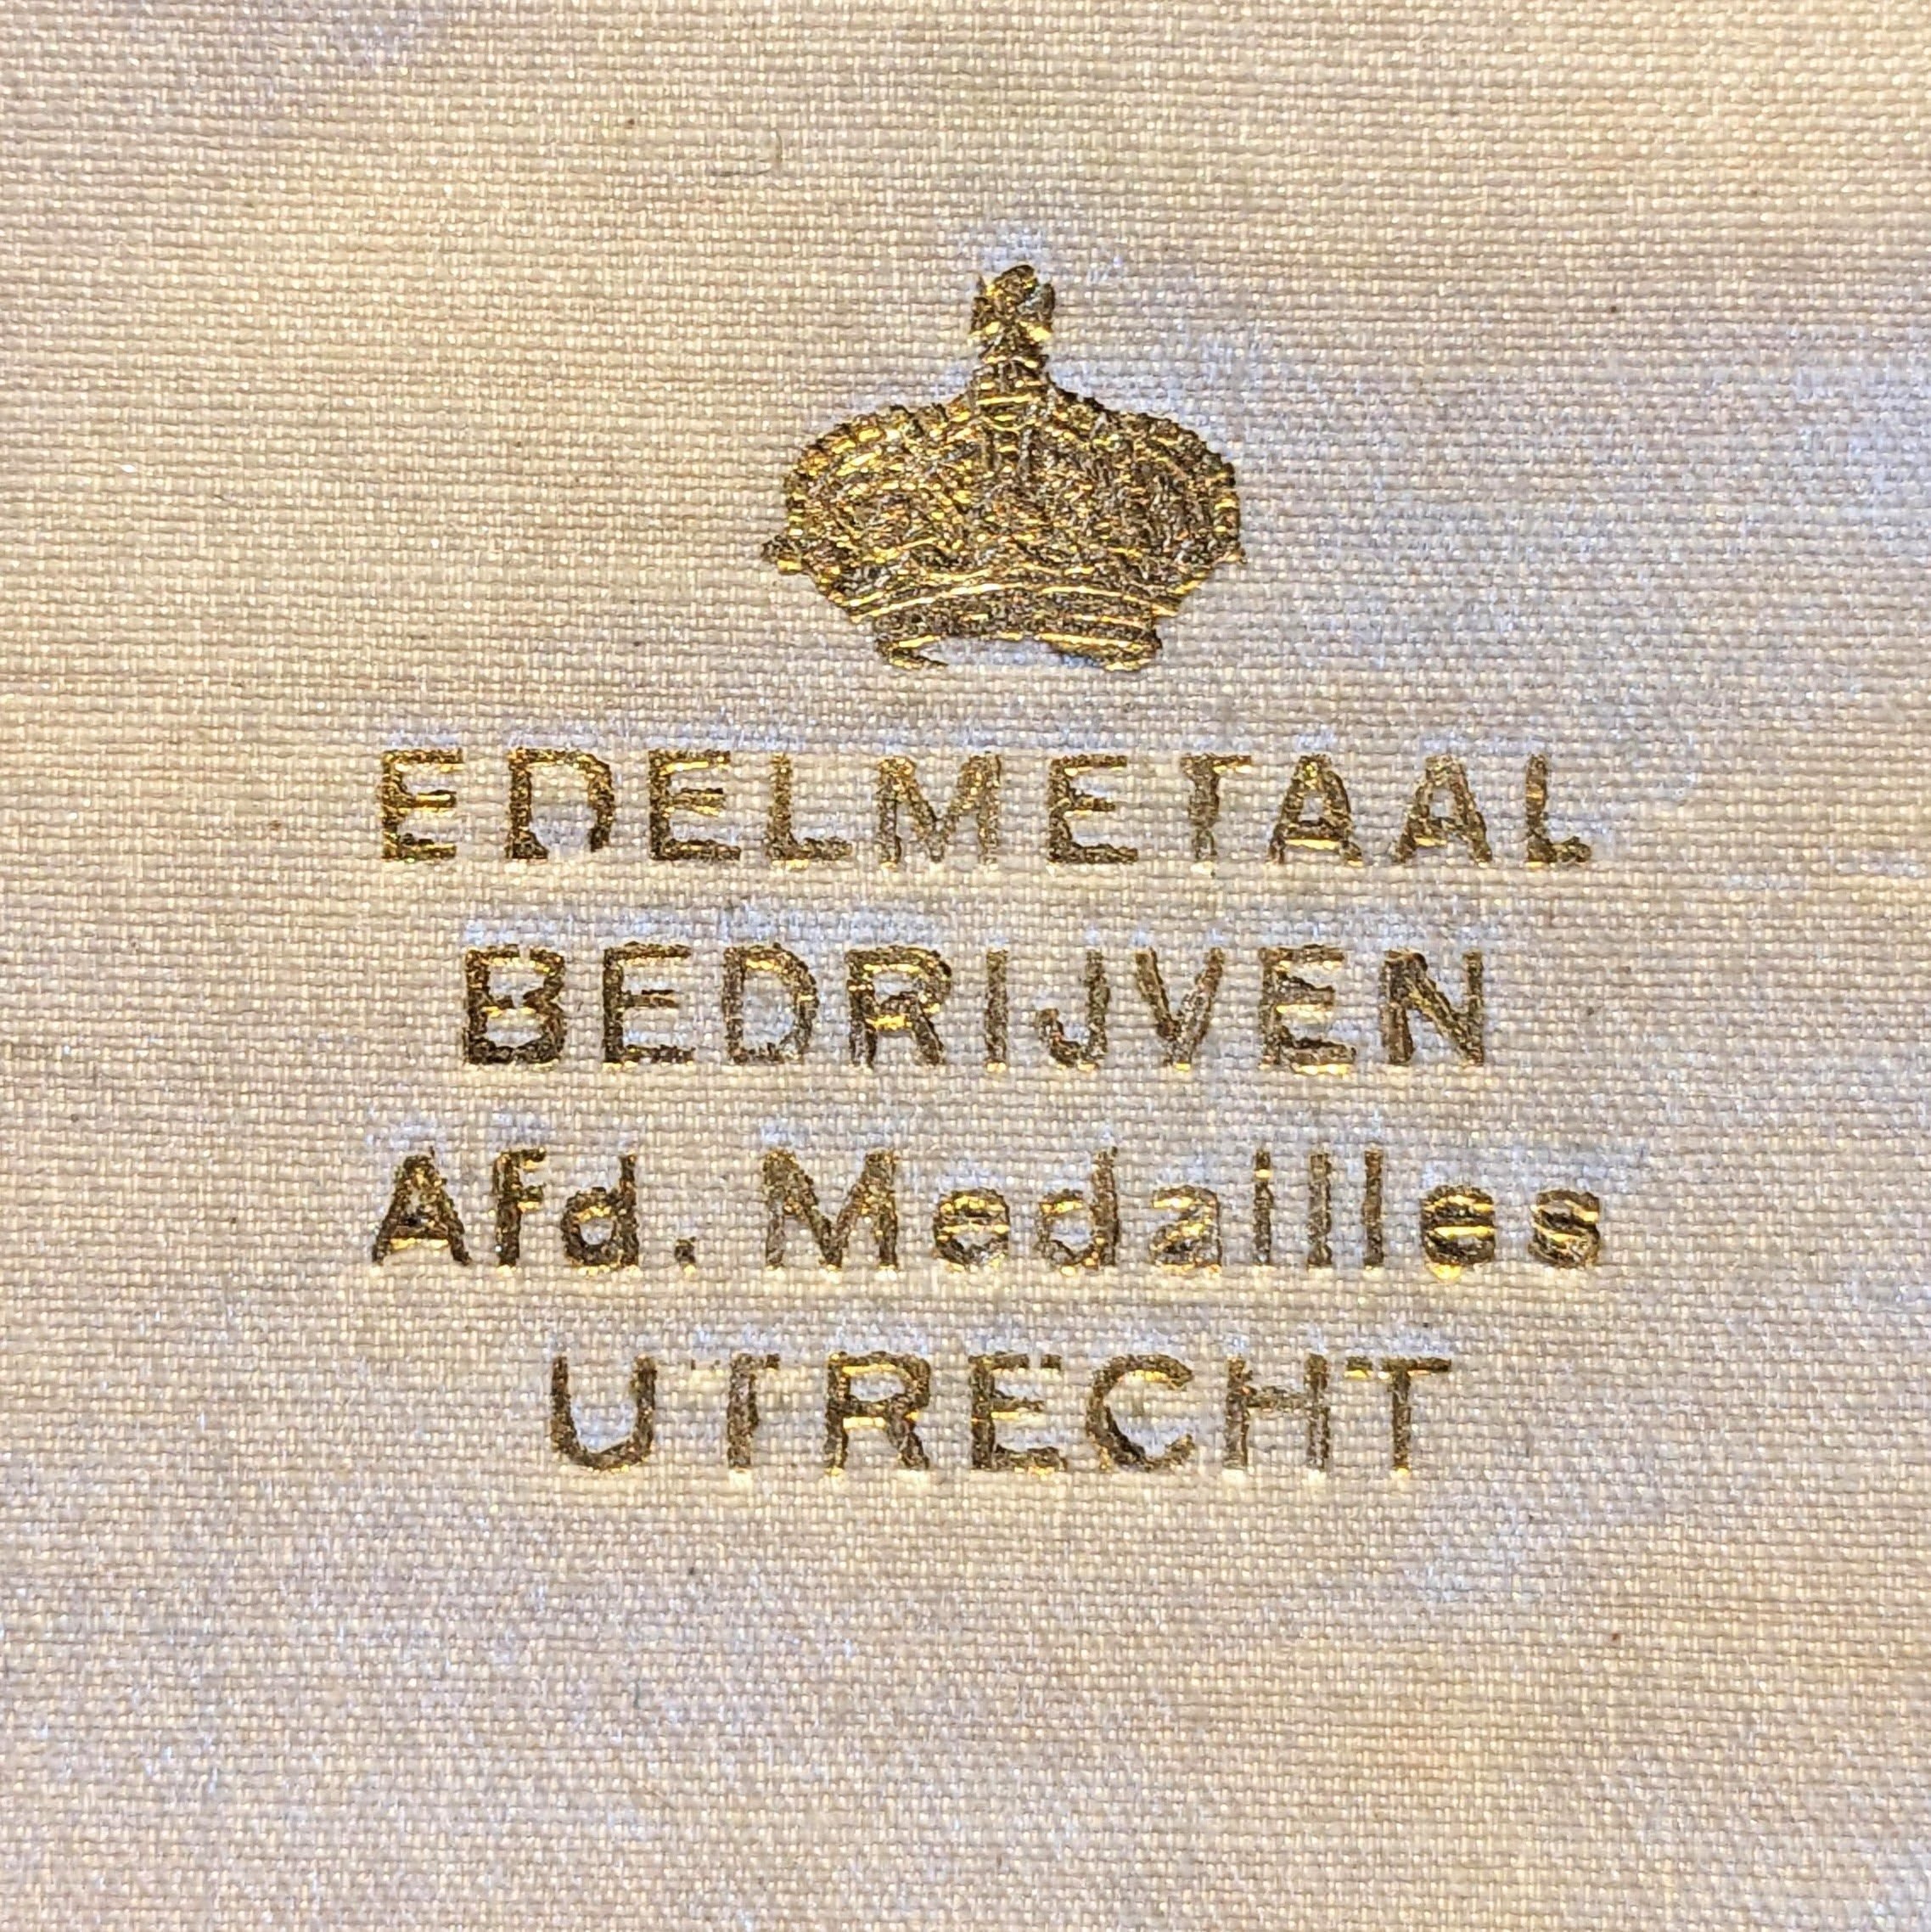 EDELMETAAL
BEDRIJVEN
Afd. Medailles
UTRECHT